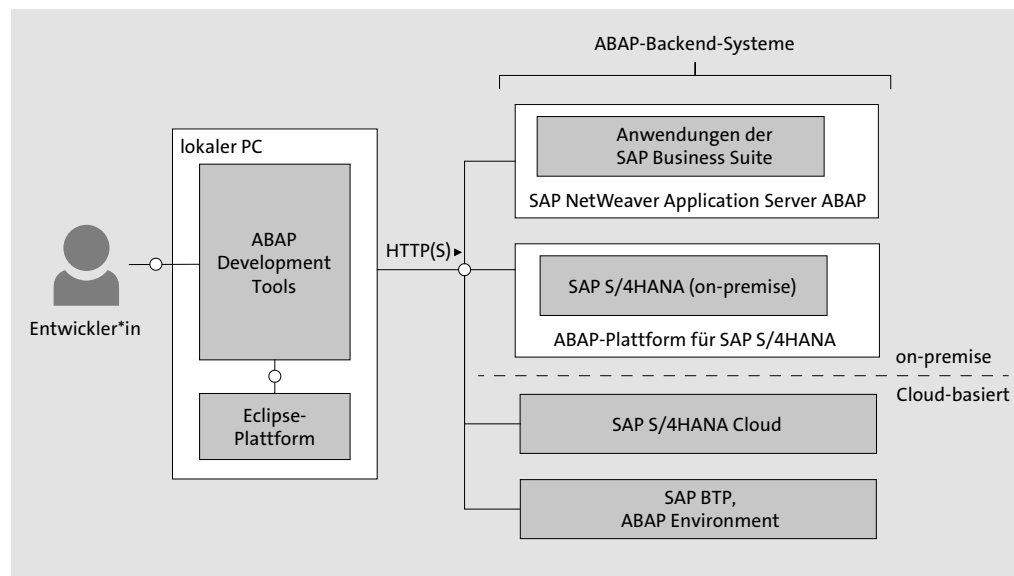 ABAP-Backend-Systeme
lokaler PC
ABAP
Development
Tools
Eclipse-
Plattform
Entwickler*in
HTTP(S)
Anwendungen der
SAP Business Suite
SAP NetWeaver Application Server ABAP
SAP S/4HANA (on-premise)
ABAP-Plattform für SAP S/4HANA
on-premise
Cloud-basiert
SAP S/4HANA Cloud
SAP BTP,
ABAP Environment